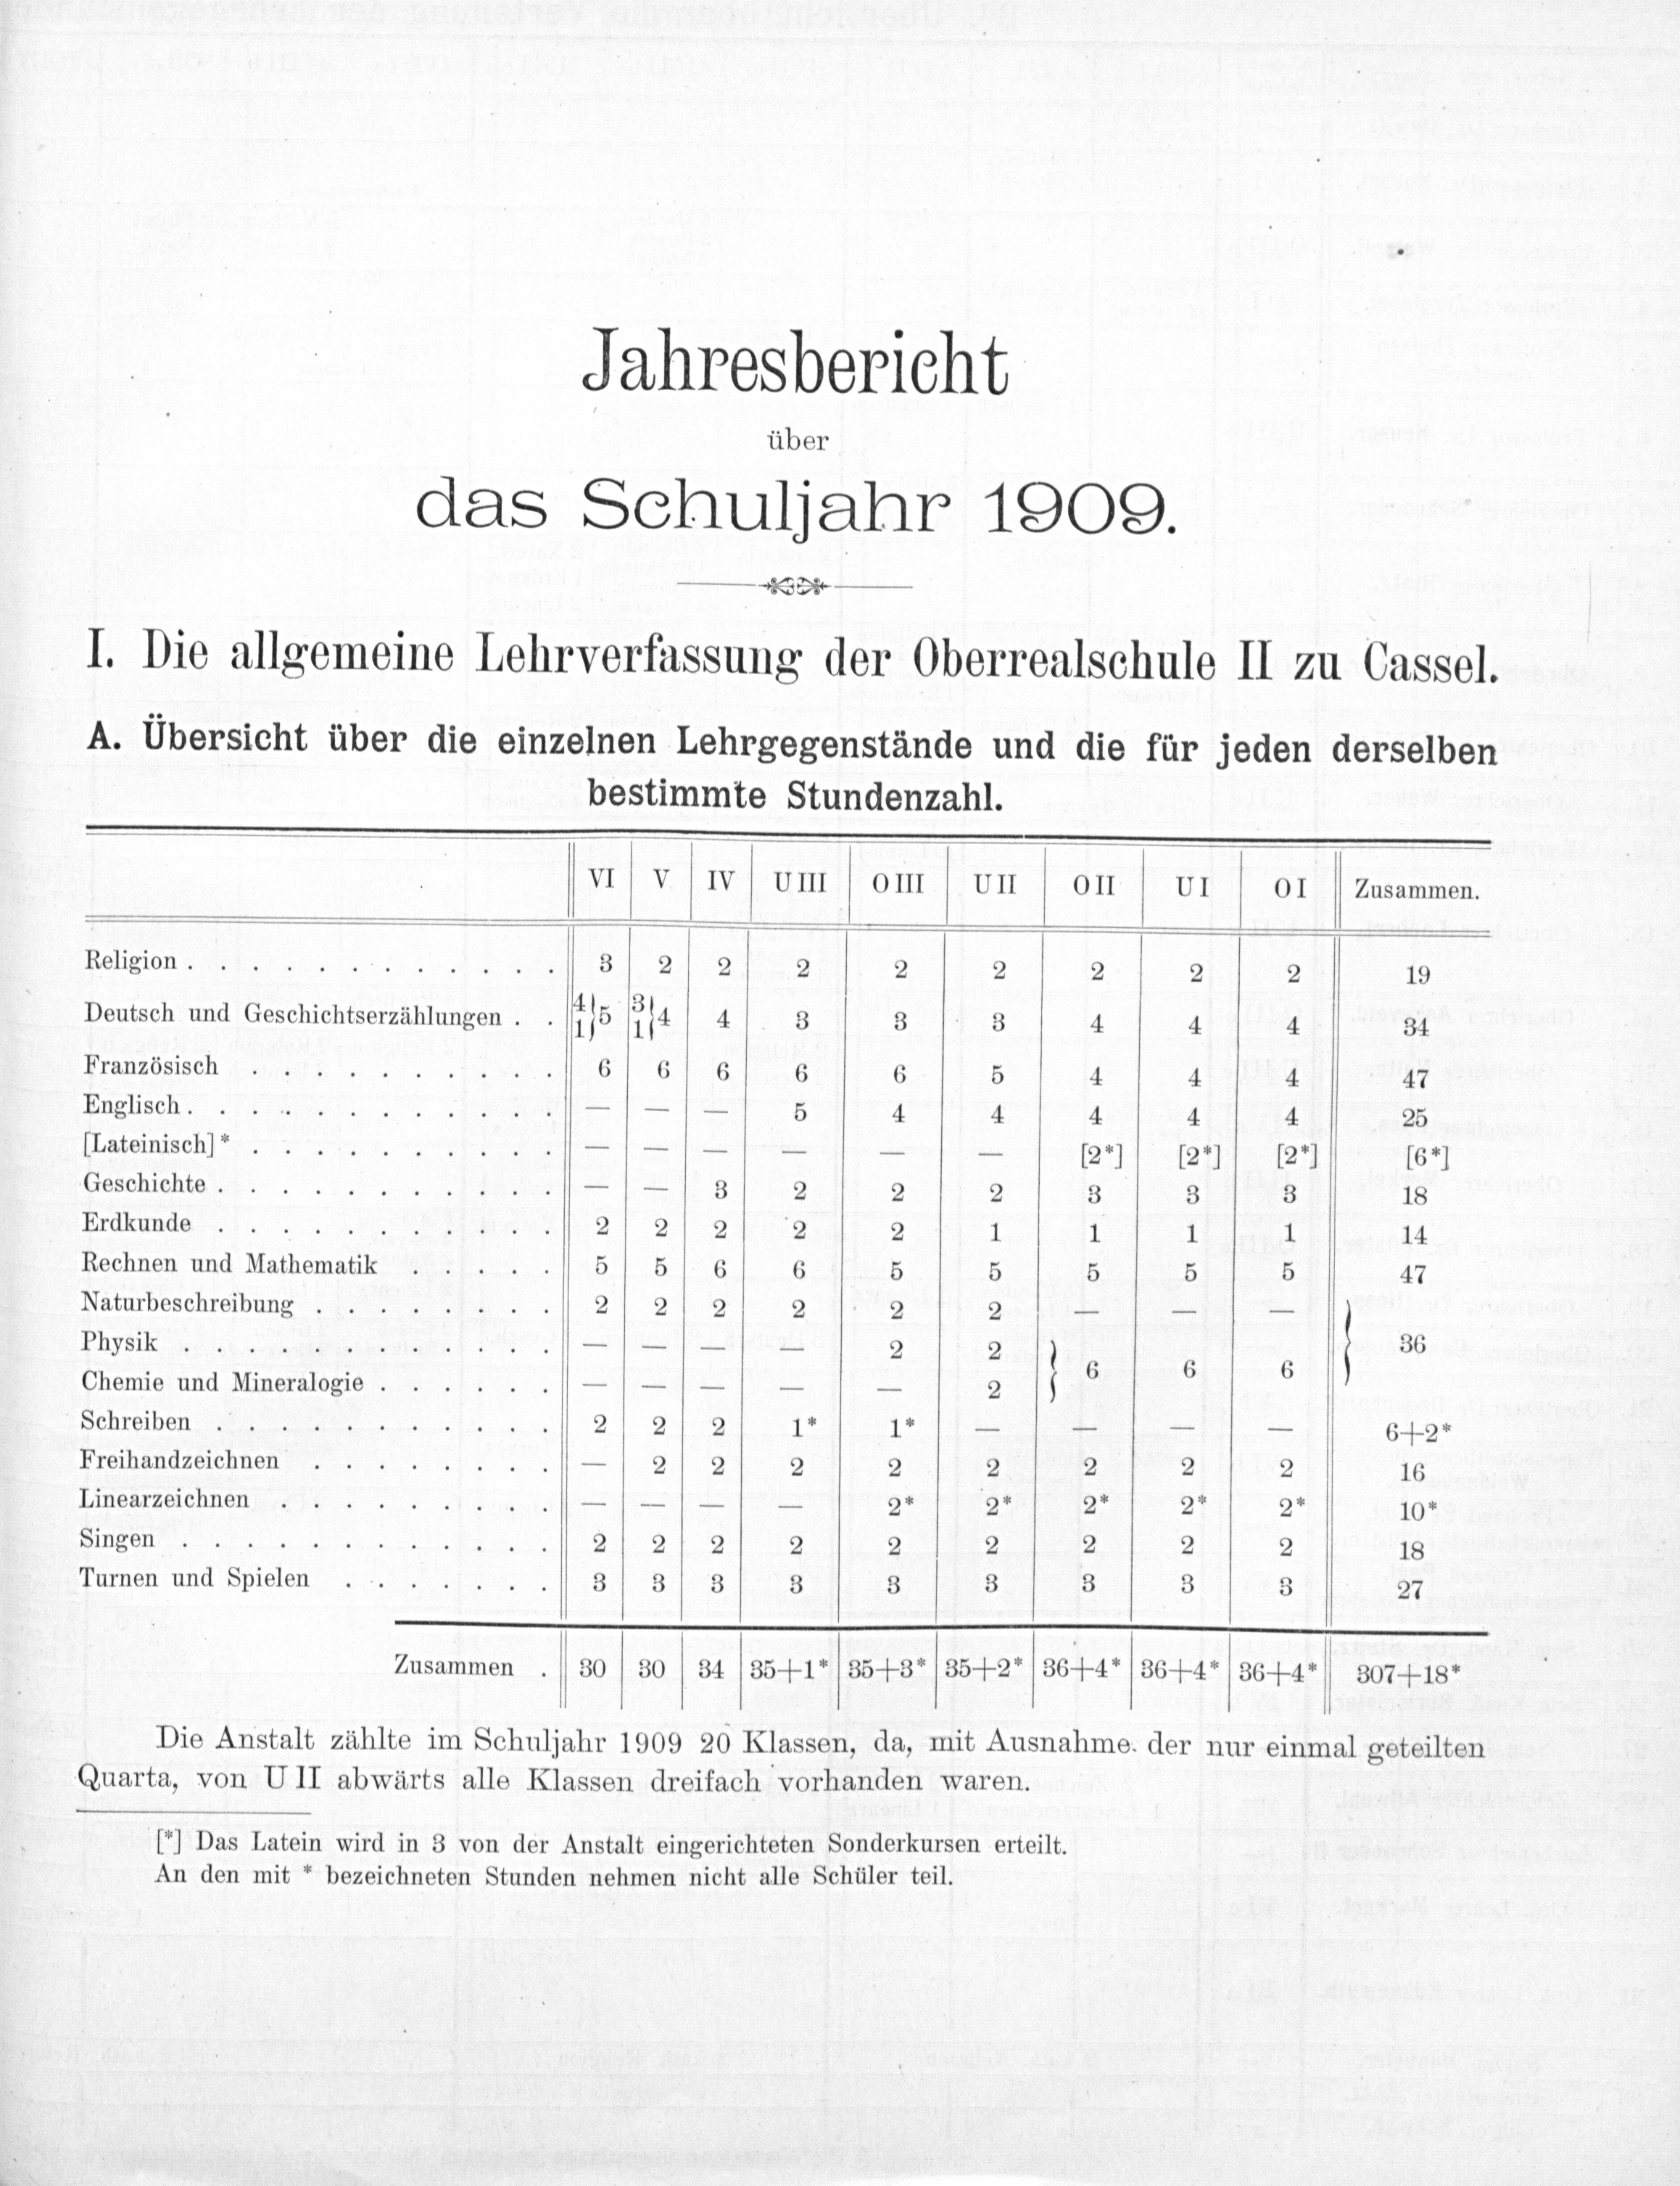 Jahresbericht
über
das Schuljahr 1909.
I. Die allgemeine Lehrverfassung der Oberrealschule II zu Cassel.
A. Übersicht über die einzelnen Lehrgegenstände und die für jeden derselben
bestimmte Stundenzahl.
VI V IV U III O III U II O II U I O I Zusammen.
Religion . . . . . . . . . . . . 3 2 2 2 2 2 2 2 2 19
Deutsch und Geschichtserzählungen . . 4 1 } 5 3 1 } 4 4 3 3 3 4 4 4 34
Französisch . . . . . . . . . . 6 6 6 6 6 5 4 4 4 47
Englisch . . . . . . . . . . . . — — — 5 4 4 4 4 4 25
[Lateinisch]* . . . . . . . . . . — — — — — — [2*] [2*] [2*] [6*]
Geschichte . . . . . . . . . . . — — 3 2 2 2 3 3 3 18
Erdkunde . . . . . . . . . . . 2 2 2 2 2 1 1 1 1 14
Rechnen und Mathematik . . . . . 5 5 6 6 5 5 5 5 5 47
Naturbeschreibung . . . . . . . . 2 2 2 2 2 2 — — —
Physik . . . . . . . . . . . . — — — — 2 2 } 6 6 6 } 36
Chemie und Mineralogie . . . . . . — — — — — 2
Schreiben . . . . . . . . . . . 2 2 2 1* 1* — — — — 6+2*
Freihandzeichnen . . . . . . . . — 2 2 2 2 2 2 2 2 16
Linearzeichnen . . . . . . . . . — — — — 2* 2* 2* 2* 2* 10*
Singen . . . . . . . . . . . . 2 2 2 2 2 2 2 2 2 18
Turnen und Spielen . . . . . . . 3 3 3 3 3 3 3 3 3 27
Zusammen . 30 30 34 35+1* 35+3* 35+2* 36+4* 36+4* 36+4* 307+18*
Die Anstalt zählte im Schuljahr 1909 20 Klassen, da, mit Ausnahme der nur einmal geteilten
Quarta, von U II abwärts alle Klassen dreifach vorhanden waren.
[*] Das Latein wird in 3 von der Anstalt eingerichteten Sonderkursen erteilt.
An den mit * bezeichneten Stunden nehmen nicht alle Schüler teil.